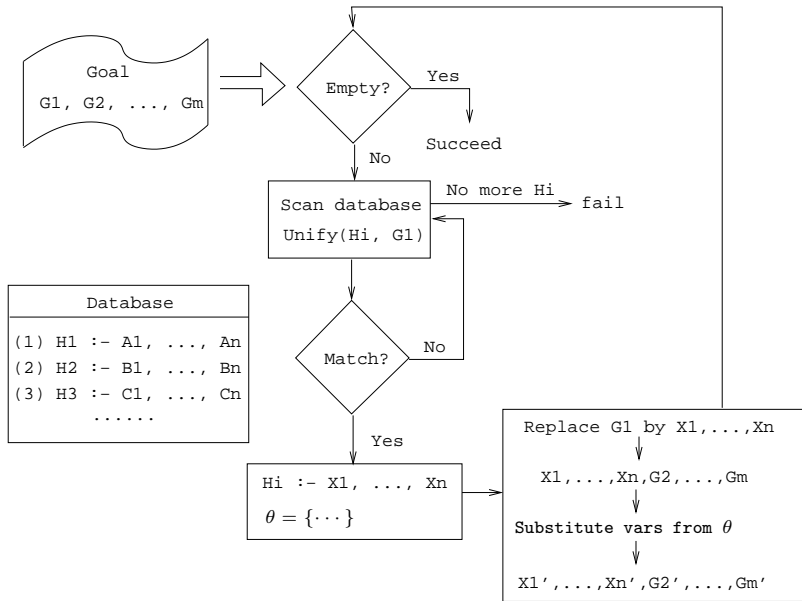 Goal
G1, G2, ..., Gm
Empty?
Yes
Succeed
No
Scan database
Unify(Hi, G1)
No more Hi
fail
Database
(1) H1 :- A1, ..., An
(2) H2 :- B1, ..., Bn
(3) H3 :- C1, ..., Cn
......
Match?
No
Yes
Hi :- X1, ..., Xn
θ = {···}
Replace G1 by X1,...,Xn
X1,...,Xn,G2,...,Gm
Substitute vars from θ
X1',...,Xn',G2',...,Gm'